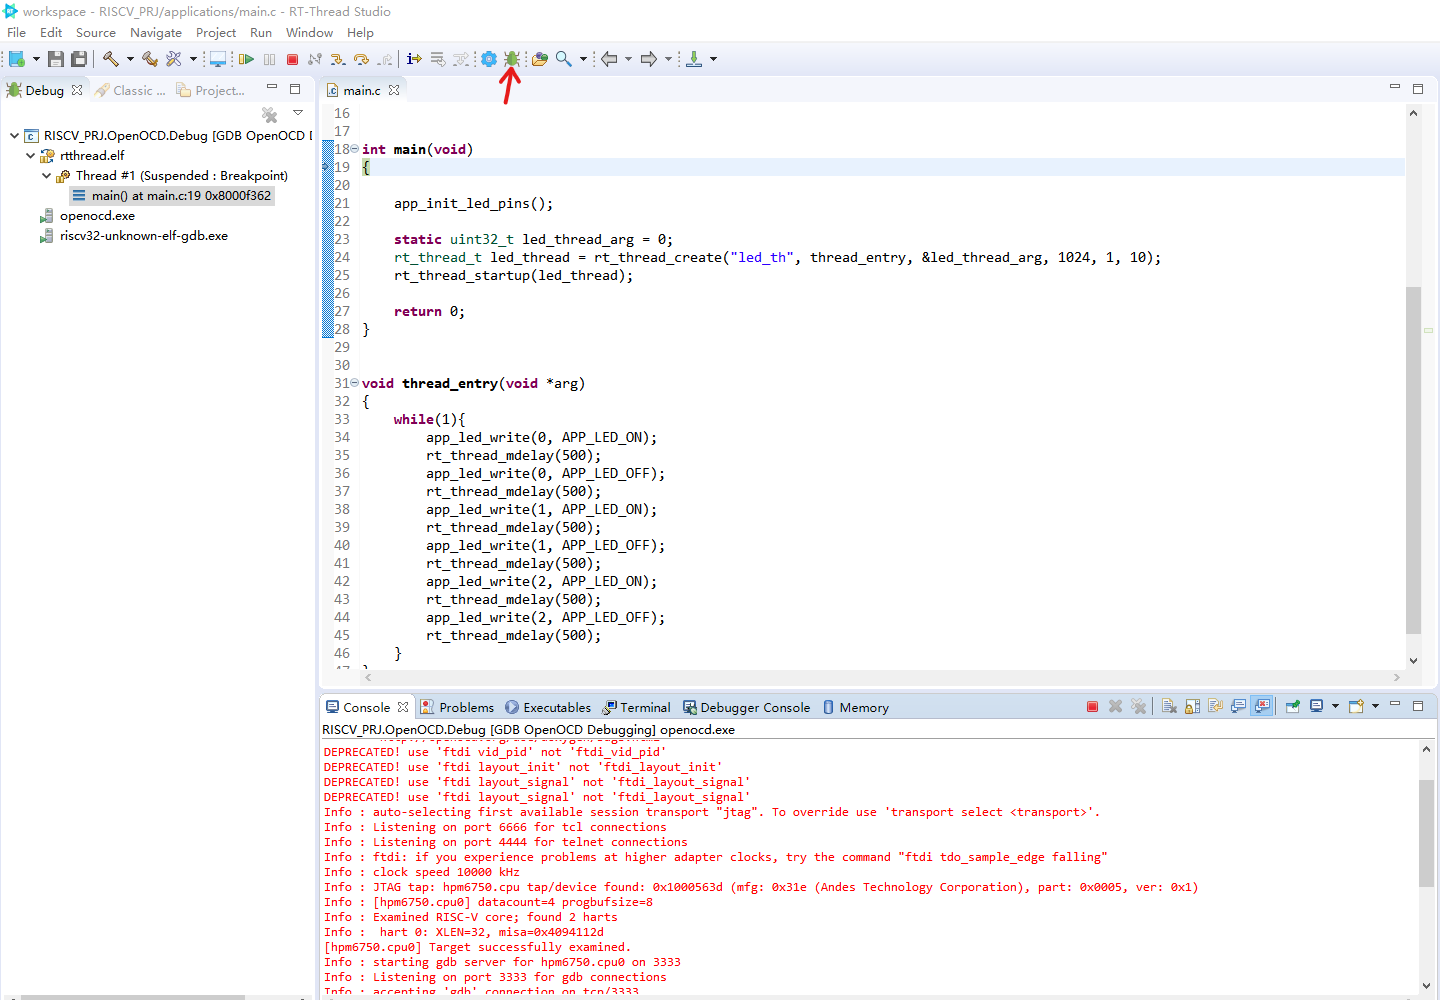 workspace - RISCV_PRJ/applications/main.c - RT-Thread Studio
File Edit Source Navigate Project Run Window Help
Debug Classic ... Project...
RISCV_PRJ.OpenOCD.Debug [GDB OpenOCD D
rtthread.elf
Thread #1 (Suspended : Breakpoint)
main() at main.c:19 0x8000f362
openocd.exe
riscv32-unknown-elf-gdb.exe
main.c
16
17
18 int main(void)
19 {
20
21 app_init_led_pins();
22
23 static uint32_t led_thread_arg = 0;
24 rt_thread_t led_thread = rt_thread_create("led_th", thread_entry, &led_thread_arg, 1024, 1, 10);
25 rt_thread_startup(led_thread);
26
27 return 0;
28 }
29
30
31 void thread_entry(void *arg)
32 {
33 while(1){
34 app_led_write(0, APP_LED_ON);
35 rt_thread_mdelay(500);
36 app_led_write(0, APP_LED_OFF);
37 rt_thread_mdelay(500);
38 app_led_write(1, APP_LED_ON);
39 rt_thread_mdelay(500);
40 app_led_write(1, APP_LED_OFF);
41 rt_thread_mdelay(500);
42 app_led_write(2, APP_LED_ON);
43 rt_thread_mdelay(500);
44 app_led_write(2, APP_LED_OFF);
45 rt_thread_mdelay(500);
46 }
Console Problems Executables Terminal Debugger Console Memory
RISCV_PRJ.OpenOCD.Debug [GDB OpenOCD Debugging] openocd.exe
DEPRECATED! use 'ftdi vid_pid' not 'ftdi_vid_pid'
DEPRECATED! use 'ftdi layout_init' not 'ftdi_layout_init'
DEPRECATED! use 'ftdi layout_signal' not 'ftdi_layout_signal'
DEPRECATED! use 'ftdi layout_signal' not 'ftdi_layout_signal'
Info : auto-selecting first available session transport "jtag". To override use 'transport select <transport>'.
Info : Listening on port 6666 for tcl connections
Info : Listening on port 4444 for telnet connections
Info : ftdi: if you experience problems at higher adapter clocks, try the command "ftdi tdo_sample_edge falling"
Info : clock speed 10000 kHz
Info : JTAG tap: hpm6750.cpu tap/device found: 0x1000563d (mfg: 0x31e (Andes Technology Corporation), part: 0x0005, ver: 0x1)
Info : [hpm6750.cpu0] datacount=4 progbufsize=8
Info : Examined RISC-V core; found 2 harts
Info : hart 0: XLEN=32, misa=0x4094112d
[hpm6750.cpu0] Target successfully examined.
Info : starting gdb server for hpm6750.cpu0 on 3333
Info : Listening on port 3333 for gdb connections
Info : accepting 'gdb' connection on tcp/3333